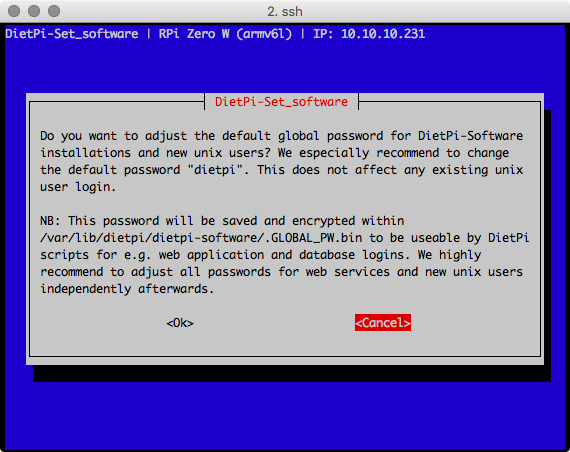 2. ssh
DietPi-Set_software | RPi Zero W (armv6l) | IP: 10.10.10.231
DietPi-Set_software
Do you want to adjust the default global password for DietPi-Software
installations and new unix users? We especially recommend to change
the default password "dietpi". This does not affect any existing unix
user login.
NB: This password will be saved and encrypted within
/var/lib/dietpi/dietpi-software/.GLOBAL_PW.bin to be useable by DietPi
scripts for e.g. web application and database logins. We highly
recommend to adjust all passwords for web services and new unix users
independently afterwards.
<Ok> <Cancel>